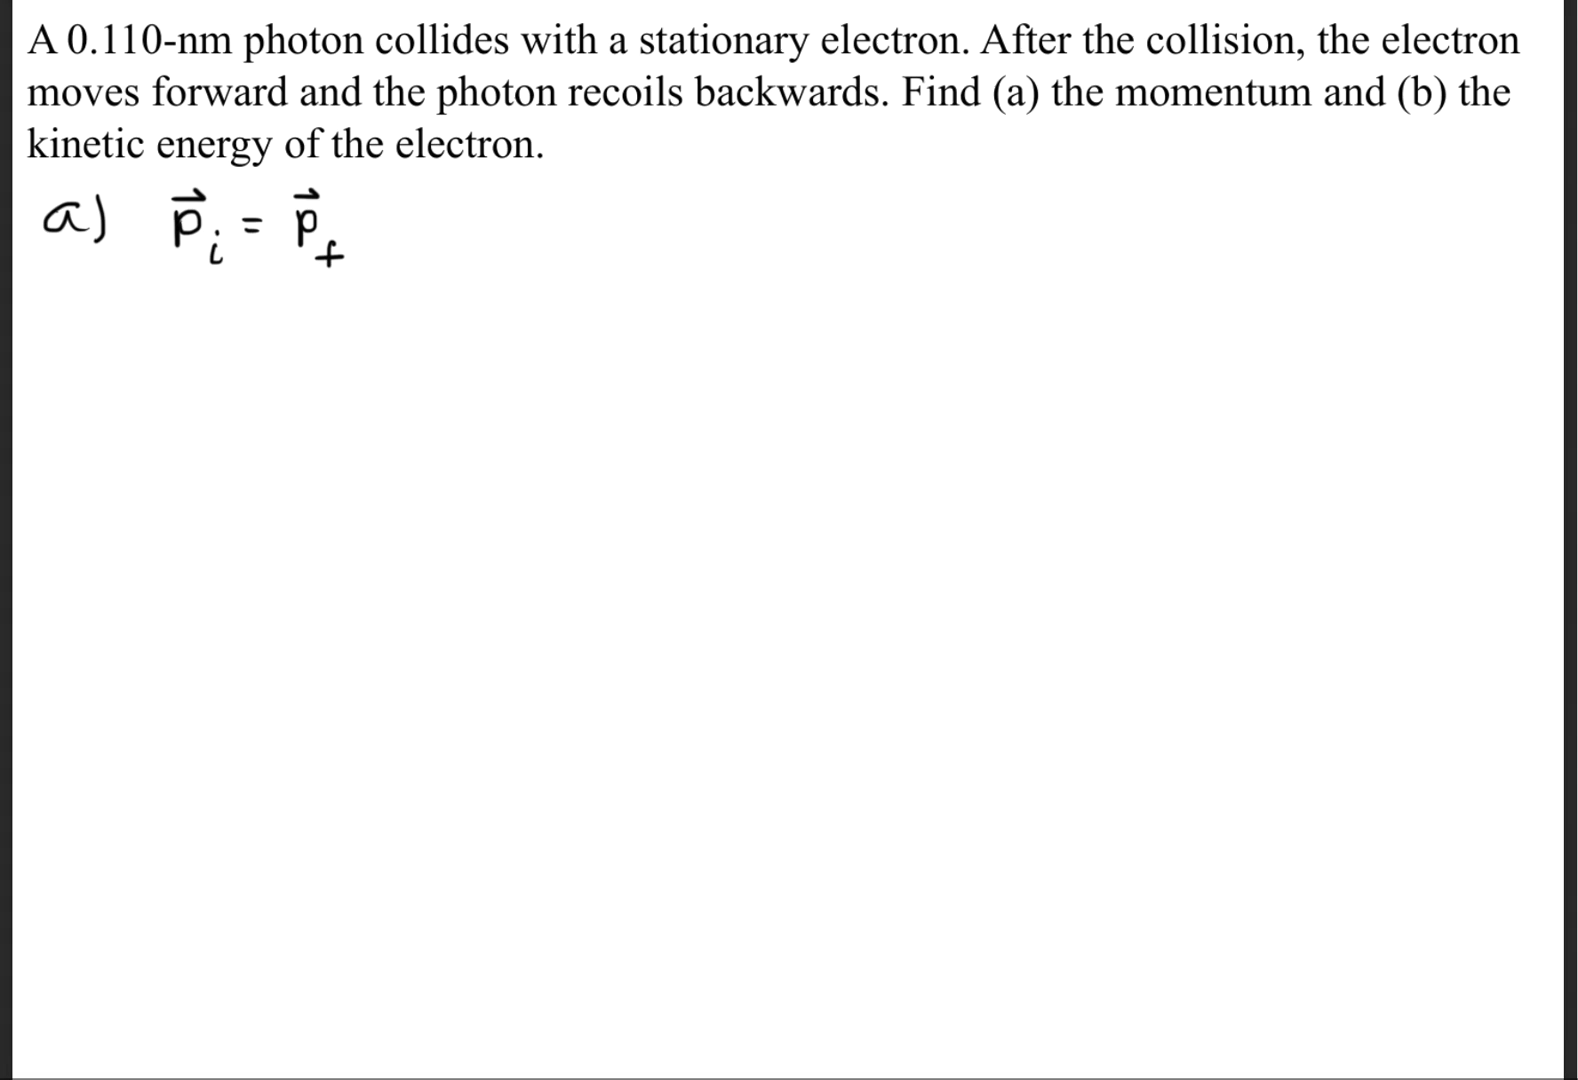 A 0.110-nm photon collides with a stationary electron. After the collision, the electron
moves forward and the photon recoils backwards. Find (a) the momentum and (b) the
kinetic energy of the electron.
a) p⃗ᵢ = p⃗_f